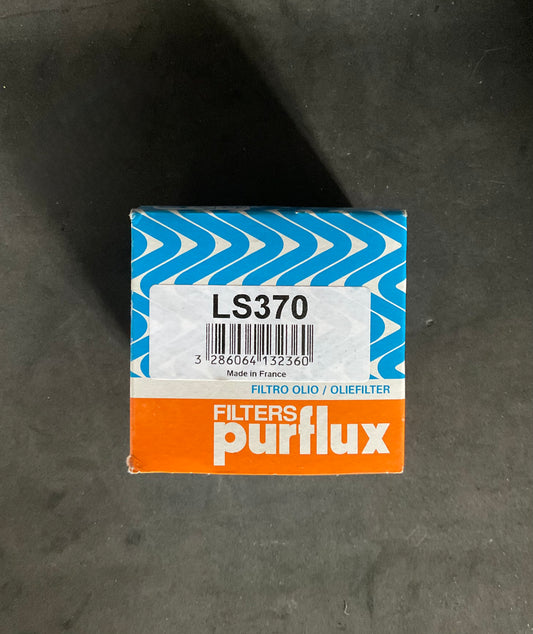 LS370
3 286064 132360
Made in France
FILTRO OLIO / OLIEFILTER
FILTERS
purflux